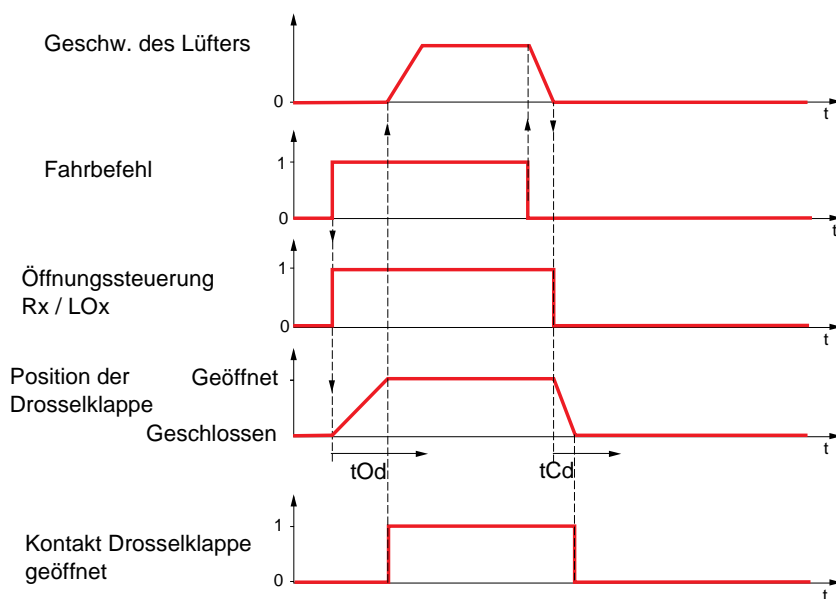 Geschw. des Lüfters
0
t
Fahrbefehl
1
0
t
Öffnungssteuerung
Rx / LOx
1
0
t
Position der
Drosselklappe
Geöffnet
Geschlossen
t
tOd
tCd
Kontakt Drosselklappe
geöffnet
1
0
t